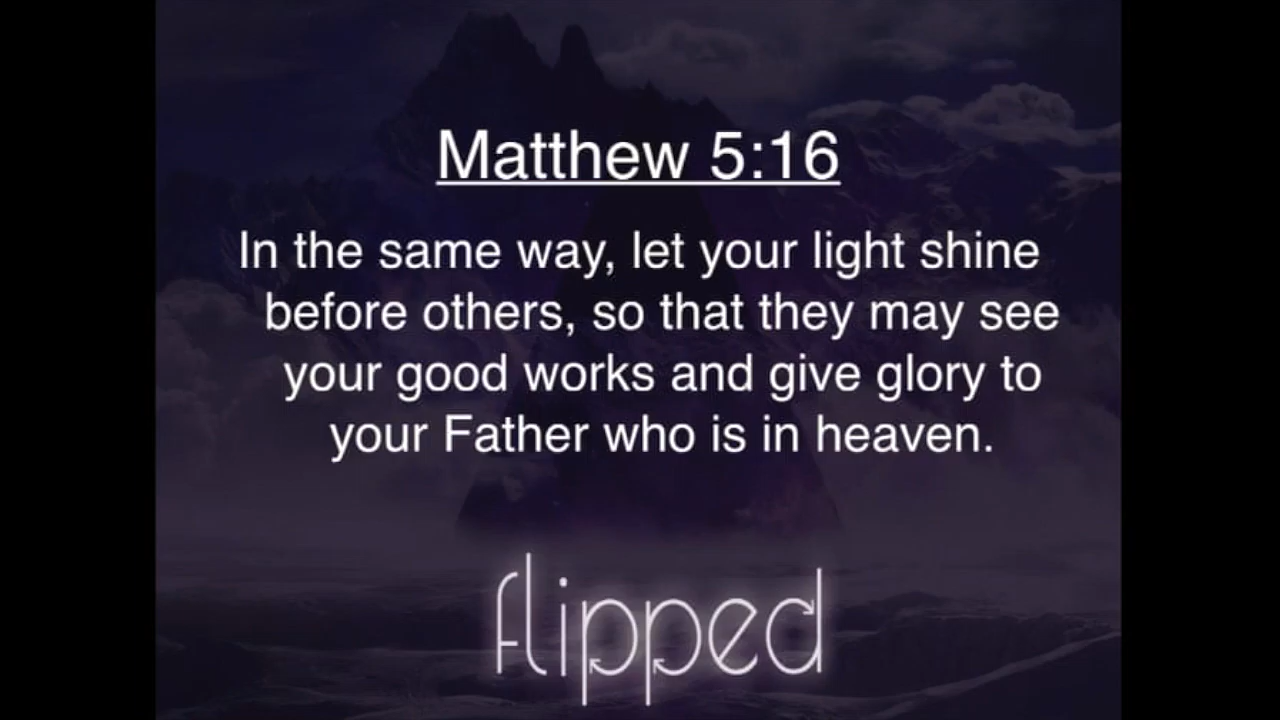 Matthew 5:16
In the same way, let your light shine
before others, so that they may see
your good works and give glory to
your Father who is in heaven.
flipped